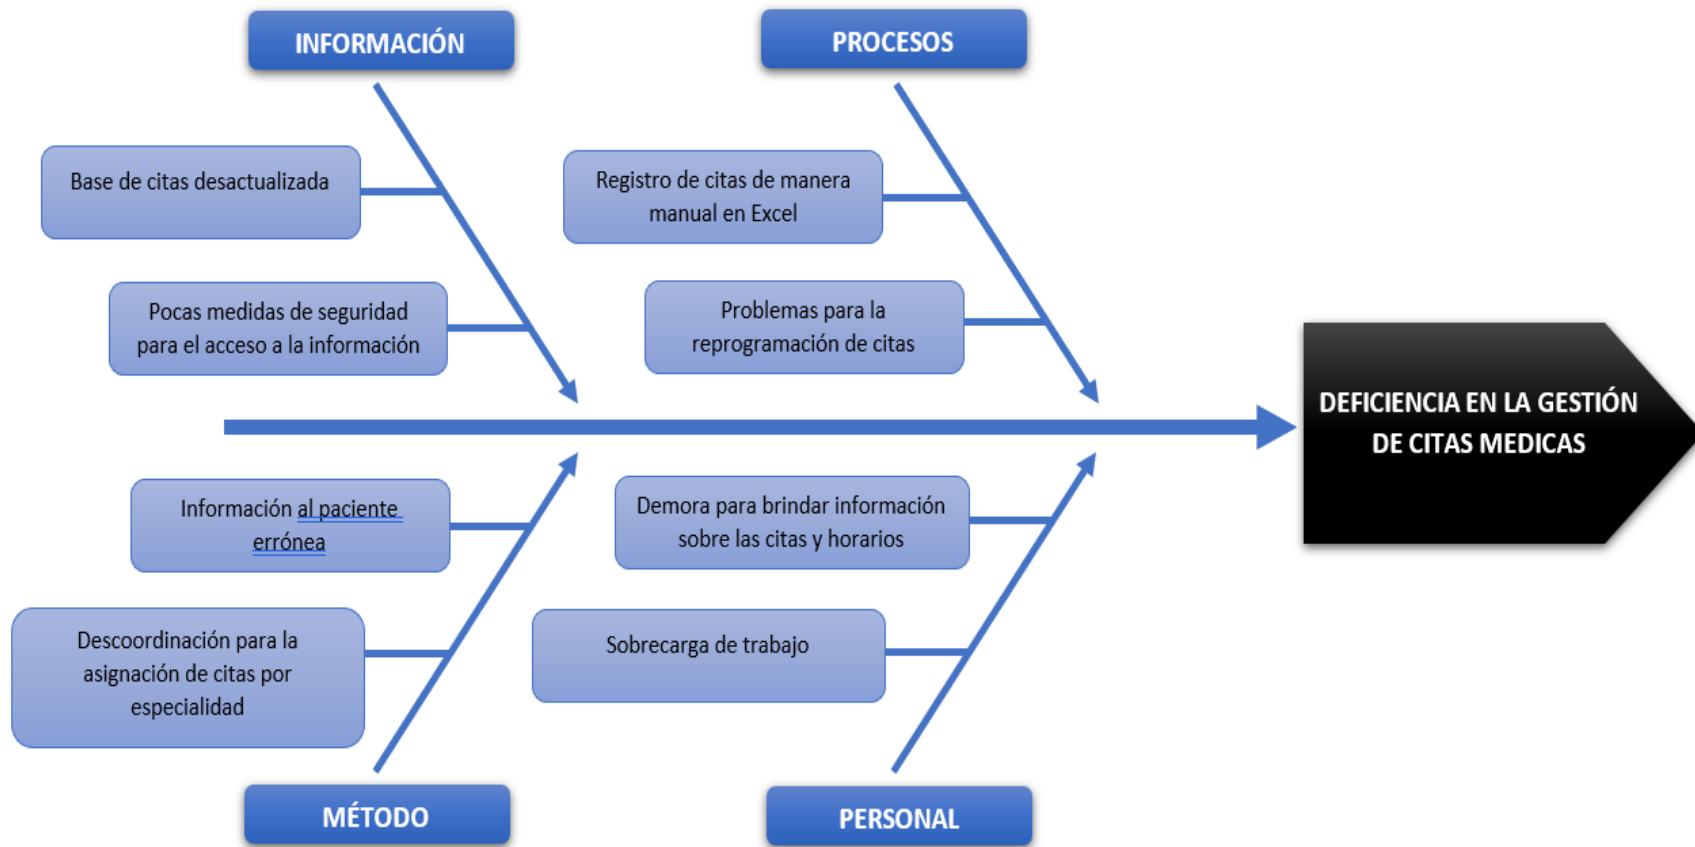 INFORMACIÓN
PROCESOS
Base de citas desactualizada
Registro de citas de manera
manual en Excel
Pocas medidas de seguridad
para el acceso a la información
Problemas para la
reprogramación de citas
DEFICIENCIA EN LA GESTIÓN
DE CITAS MEDICAS
Información al paciente
errónea
Demora para brindar información
sobre las citas y horarios
Descoordinación para la
asignación de citas por
especialidad
Sobrecarga de trabajo
MÉTODO
PERSONAL